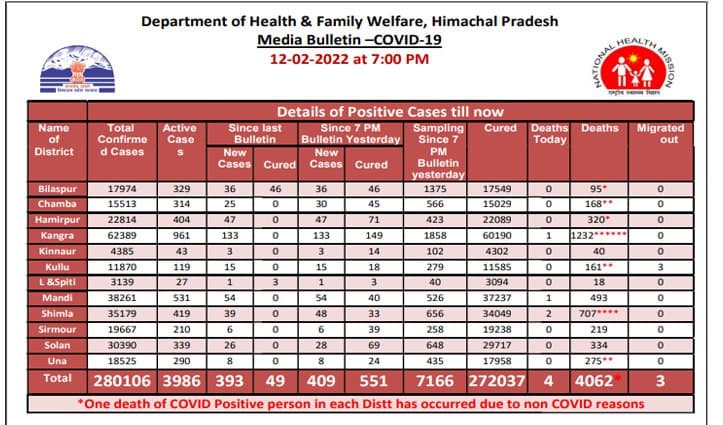 Department of Health & Family Welfare, Himachal Pradesh
Media Bulletin –COVID-19
12-02-2022 at 7:00 PM
NATIONAL HEALTH MISSION
राष्ट्रीय स्वास्थ्य मिशन
Details of Positive Cases till now
Name of District Total Confirmed Cases Active Cases Since last Bulletin Since 7 PM Bulletin Yesterday Sampling Since 7 PM Bulletin yesterday Cured Deaths Today Deaths Migrated out
New Cases Cured New Cases Cured
Bilaspur 17974 329 36 46 36 46 1375 17549 0 95* 0
Chamba 15513 314 25 0 30 45 566 15029 0 168** 0
Hamirpur 22814 404 47 0 47 71 423 22089 0 320* 0
Kangra 62389 961 133 0 133 149 1858 60190 1 1232****** 0
Kinnaur 4385 43 3 0 3 14 102 4302 0 40 0
Kullu 11870 119 15 0 15 18 279 11585 0 161** 3
L &Spiti 3139 27 1 3 1 3 40 3094 0 18 0
Mandi 38261 531 54 0 54 40 526 37237 1 493 0
Shimla 35179 419 39 0 48 33 656 34049 2 707**** 0
Sirmour 19667 210 6 0 6 39 258 19238 0 219 0
Solan 30390 339 26 0 28 69 648 29717 0 334 0
Una 18525 290 8 0 8 24 435 17958 0 275** 0
Total 280106 3986 393 49 409 551 7166 272037 4 4062* 3
*One death of COVID Positive person in each Distt has occurred due to non COVID reasons